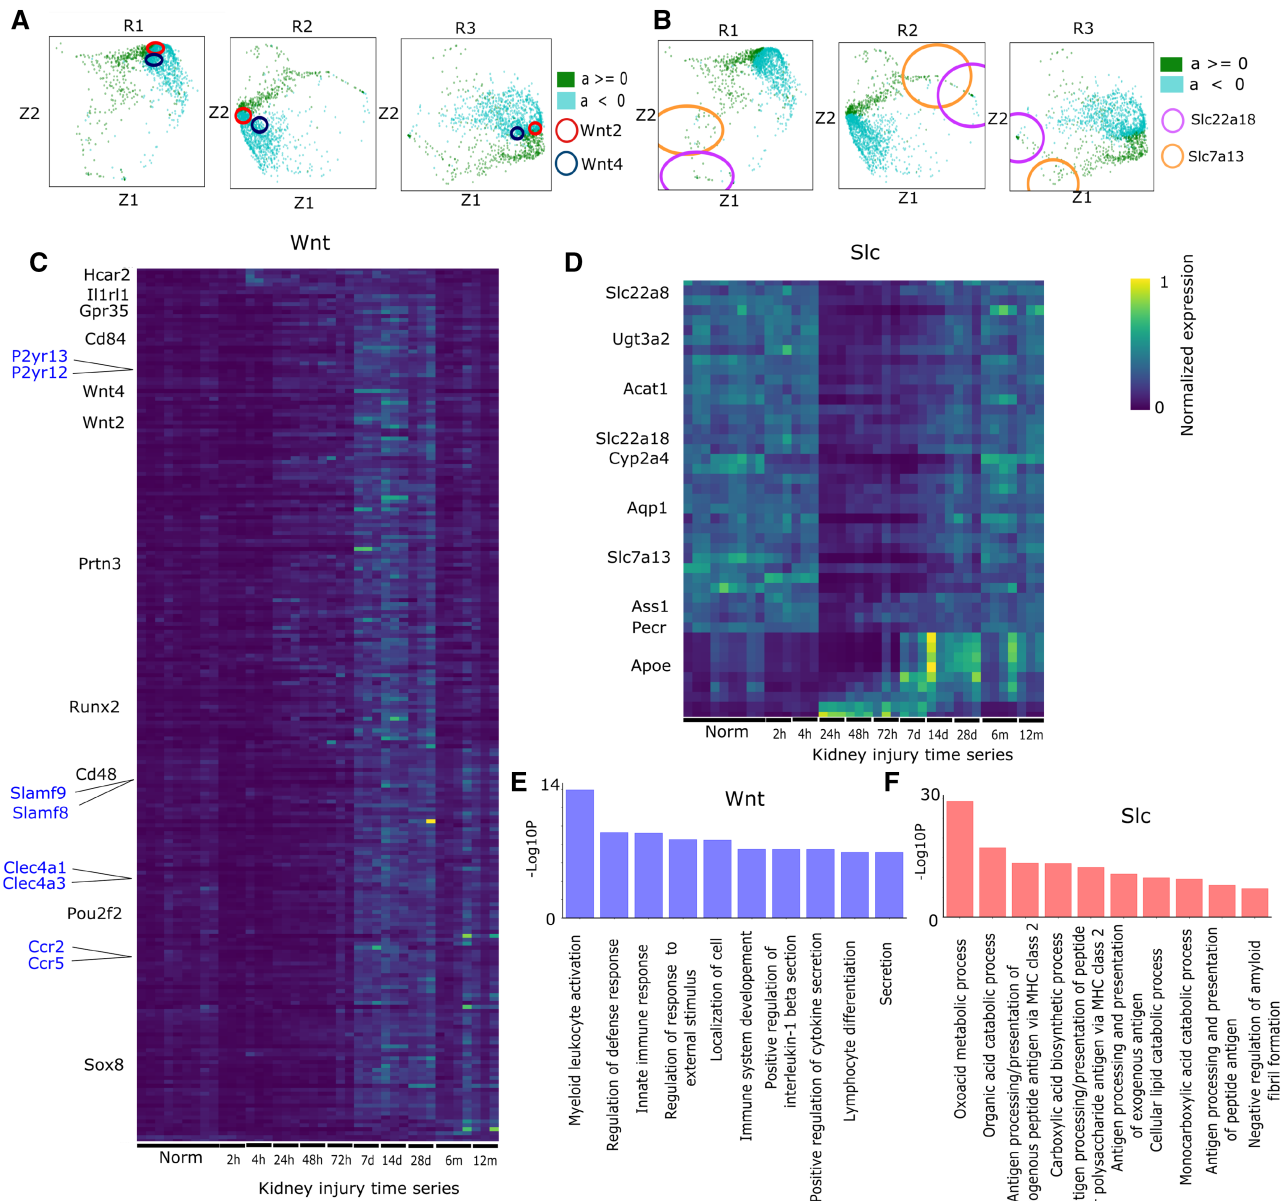 A
R1
R2
R3
Z2
Z2
Z2
Z1
Z1
Z1
a >= 0
a < 0
Wnt2
Wnt4
B
R1
R2
R3
Z2
Z2
Z2
Z1
Z1
Z1
a >= 0
a < 0
Slc22a18
Slc7a13
C
Wnt
Hcar2
Il1rl1
Gpr35
Cd84
P2yr13
P2yr12
Wnt4
Wnt2
Prtn3
Runx2
Cd48
Slamf9
Slamf8
Clec4a1
Clec4a3
Pou2f2
Ccr2
Ccr5
Sox8
Norm 2h 4h 24h 48h 72h 7d 14d 28d 6m 12m
Kidney injury time series
D
Slc
Slc22a8
Ugt3a2
Acat1
Slc22a18
Cyp2a4
Aqp1
Slc7a13
Ass1
Pecr
Apoe
Norm 2h 4h 24h 48h 72h 7d 14d 28d 6m 12m
Kidney injury time series
1
0
Normalized expression
E
Wnt
14
0
-Log10P
Myeloid leukocyte activation
Regulation of defense response
Innate immune response
Regulation of response to
external stimulus
Localization of cell
Immune system developement
Positive regulation of
interleukin-1 beta section
Positive regulation of cytokine secretion
Lymphocyte differentiation
Secretion
F
Slc
30
0
-Log10P
Oxoacid metabolic process
Organic acid catabolic process
Antigen processing/presentation of
ogenous peptide antigen via MHC class 2
Carboxylic acid biosynthetic process
tigen processing/presentation of peptide
r polysaccharide antigen via MHC class 2
Antigen processing and presentation
of exogenous antigen
Cellular lipid catabolic process
Monocarboxylic acid catabolic process
Antigen processing and presentation
of peptide antigen
Negative regulation of amyloid
fibril formation